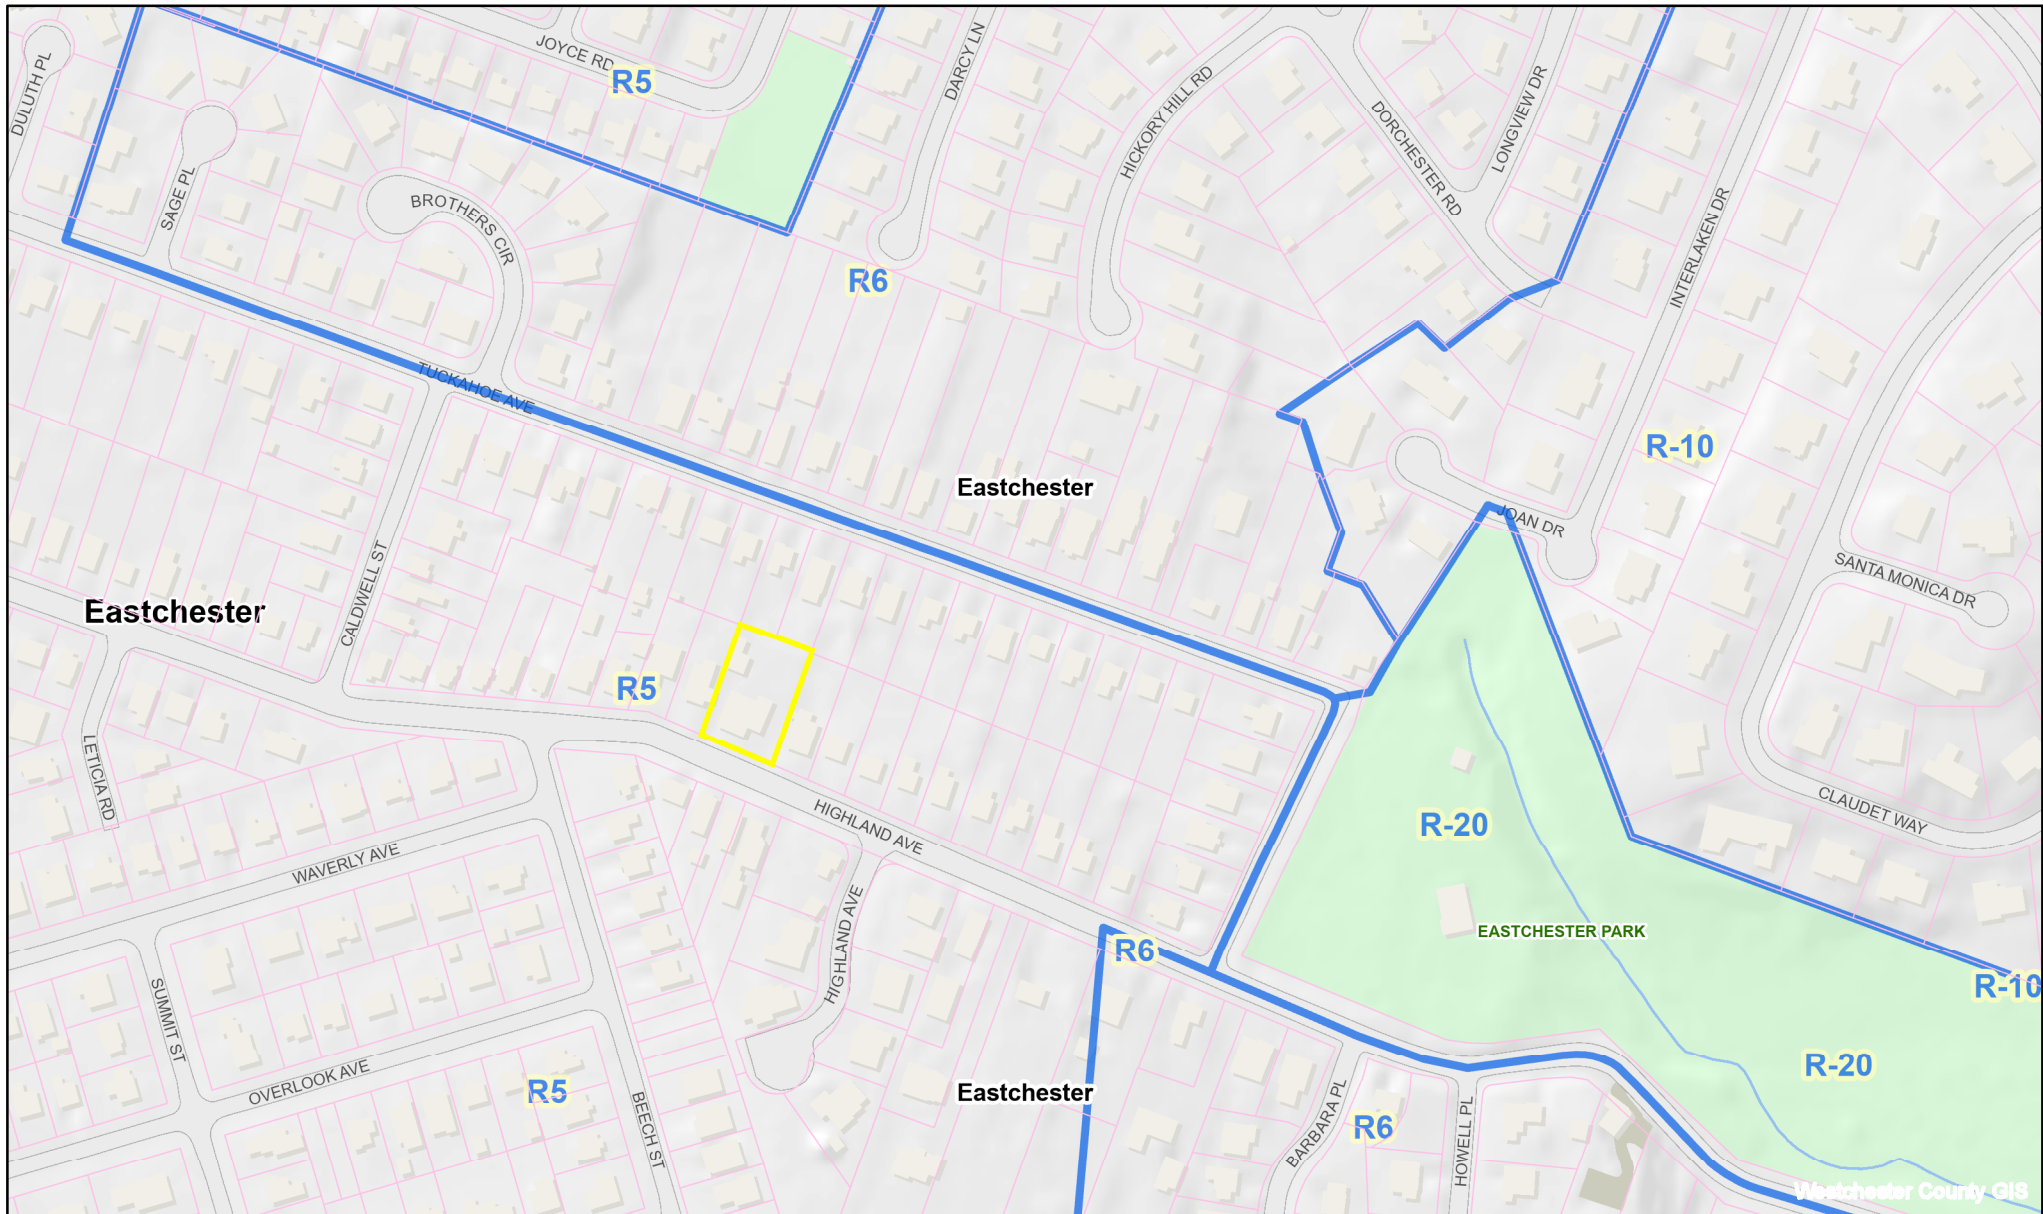 DULUTH PL
JOYCE RD
R5
DARCY LN
HICKORY HILL RD
DORCHESTER RD
LONGVIEW DR
SAGE PL
BROTHERS CIR
R6
INTERLAKEN DR
TUCKAHOE AVE
R-10
Eastchester
JOAN DR
SANTA MONICA DR
CALDWELL ST
Eastchester
R5
LETICIA RD
HIGHLAND AVE
R-20
CLAUDET WAY
WAVERLY AVE
HIGHLAND AVE
EASTCHESTER PARK
R6
R-10
SUMMIT ST
OVERLOOK AVE
R5
BEECH ST
Eastchester
R-20
BARBARA PL
R6
HOWELL PL
Westchester County GIS